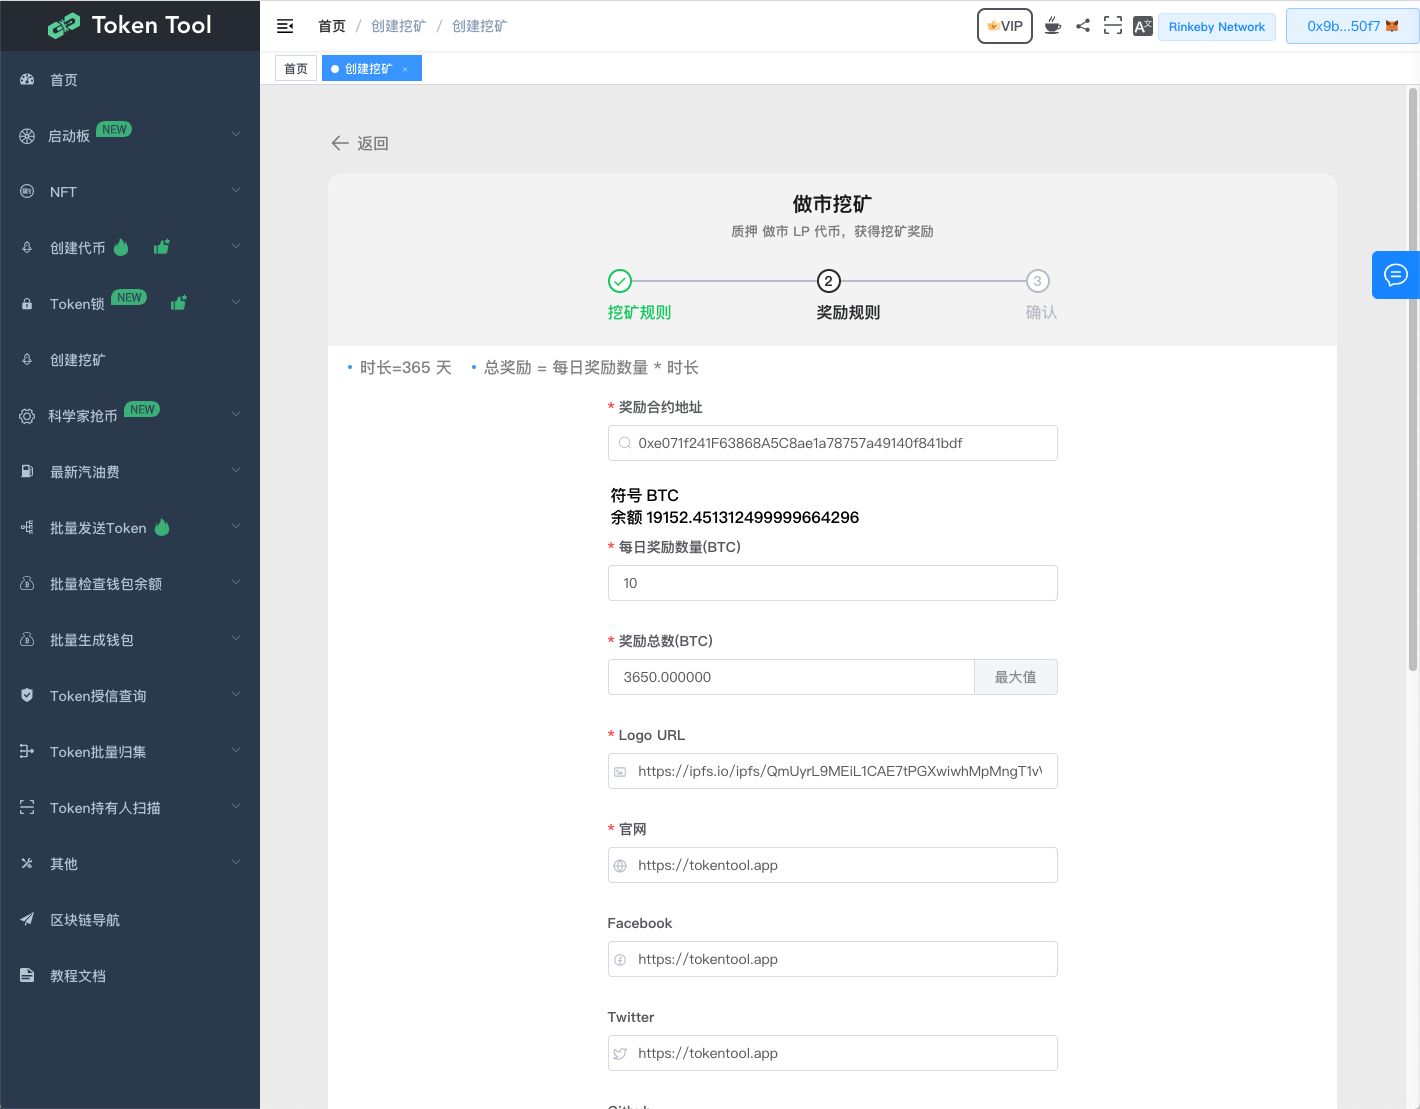 Token Tool
首页 / 创建挖矿 / 创建挖矿
VIP
Rinkeby Network
0x9b...50f7
首页
创建挖矿 ×
首页
启动板 NEW
NFT
创建代币
Token锁 NEW
创建挖矿
科学家抢币 NEW
最新汽油费
批量发送Token
批量检查钱包余额
批量生成钱包
Token授信查询
Token批量归集
Token持有人扫描
其他
区块链导航
教程文档
返回
做市挖矿
质押 做市 LP 代币，获得挖矿奖励
2
3
挖矿规则
奖励规则
确认
• 时长=365 天 • 总奖励 = 每日奖励数量 * 时长
* 奖励合约地址
0xe071f241F63868A5C8ae1a78757a49140f841bdf
符号 BTC
余额 19152.451312499999664296
* 每日奖励数量(BTC)
10
* 奖励总数(BTC)
3650.000000
最大值
* Logo URL
https://ipfs.io/ipfs/QmUyrL9MEiL1CAE7tPGXwiwhMpMngT1v
* 官网
https://tokentool.app
Facebook
https://tokentool.app
Twitter
https://tokentool.app